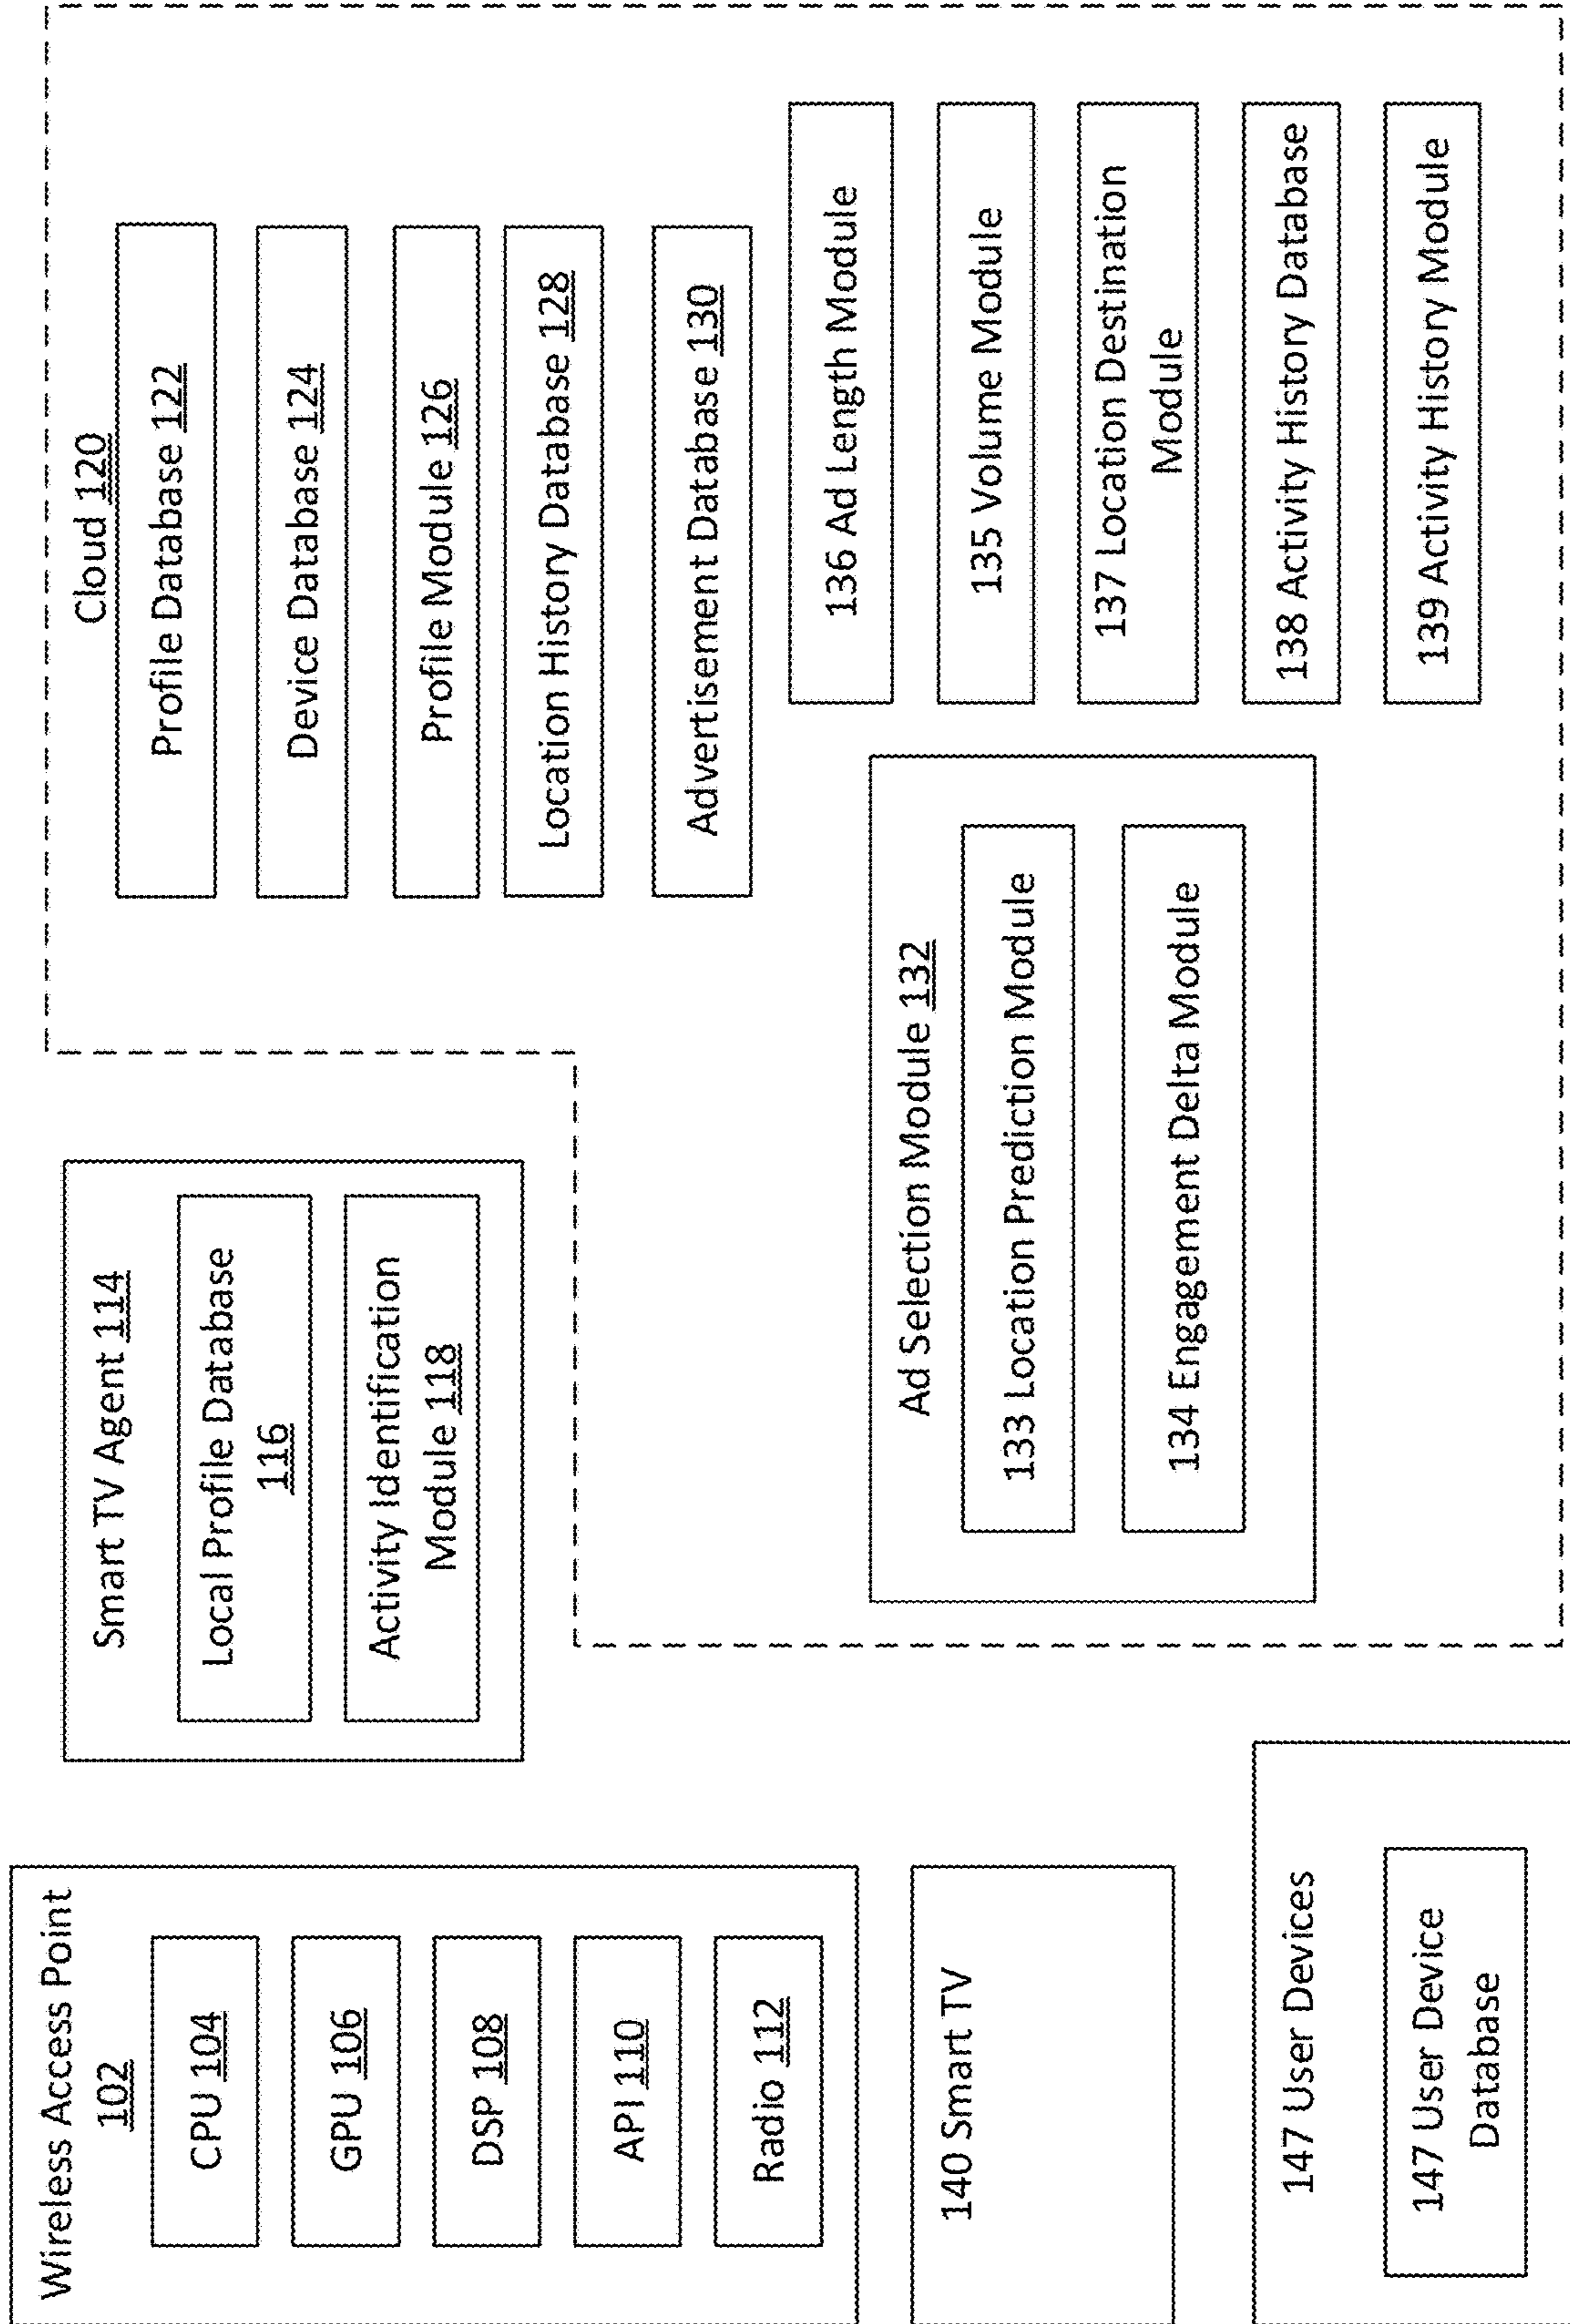 Wireless Access Point
102
CPU 104
GPU 106
DSP 108
API 110
Radio 112
140 Smart TV
147 User Devices
147 User Device
Database
Smart TV Agent 114
Local Profile Database
116
Activity Identification
Module 118
Cloud 120
Profile Database 122
Device Database 124
Profile Module 126
Location History Database 128
Advertisement Database 130
Ad Selection Module 132
133 Location Prediction Module
134 Engagement Delta Module
136 Ad Length Module
135 Volume Module
137 Location Destination
Module
138 Activity History Database
139 Activity History Module